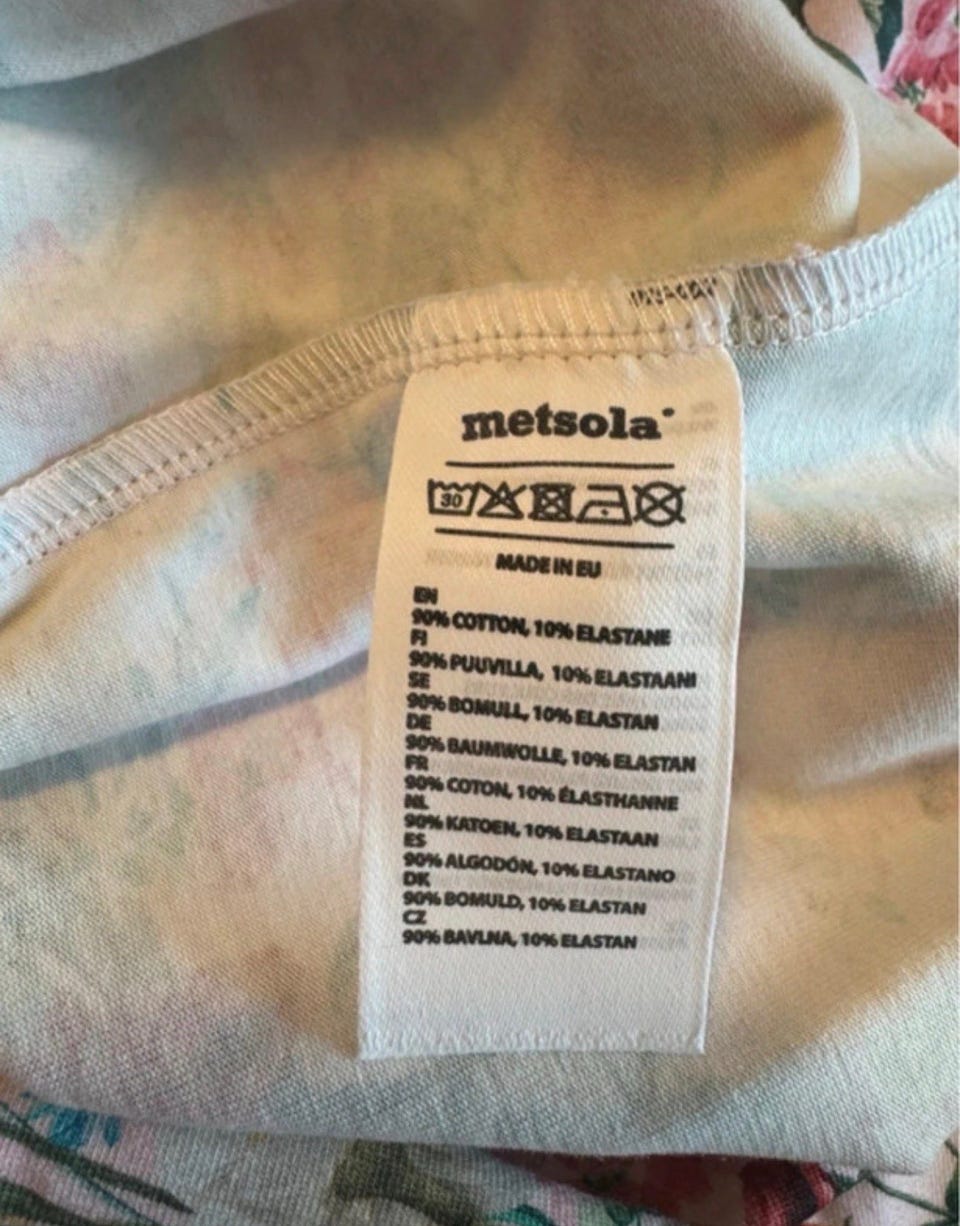 metsola
30
MADE IN EU
EN
90% COTTON, 10% ELASTANE
FI
90% PUUVILLA, 10% ELASTAANI
SE
90% BOMULL, 10% ELASTAN
DE
90% BAUMWOLLE, 10% ELASTAN
FR
90% COTON, 10% ÉLASTHANNE
NL
90% KATOEN, 10% ELASTAAN
ES
90% ALGODÓN, 10% ELASTANO
DK
90% BOMULD, 10% ELASTAN
CZ
90% BAVLNA, 10% ELASTAN